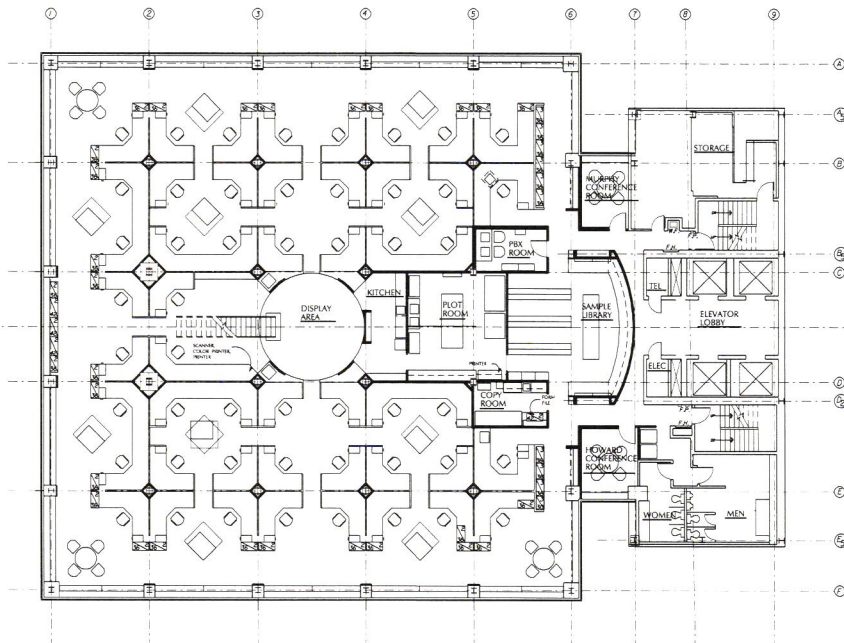 1 2 3 4 5 6 7 8 9
A
A
STORAGE
B
MURPHY
CONFERENCE
ROOM
F.H.
PBX
ROOM
B
C
KITCHEN
TEL
DISPLAY
AREA
PLOT
ROOM
SAMPLE
LIBRARY
ELEVATOR
LOBBY
SCANNER,
COLOR PRINTER,
PRINTER
PRINTER
ELEC
D
COPY
ROOM
FORM
FILE
D
F.H.
HOWARD
CONFERENCE
ROOM
E
WOMEN
MEN
E
F